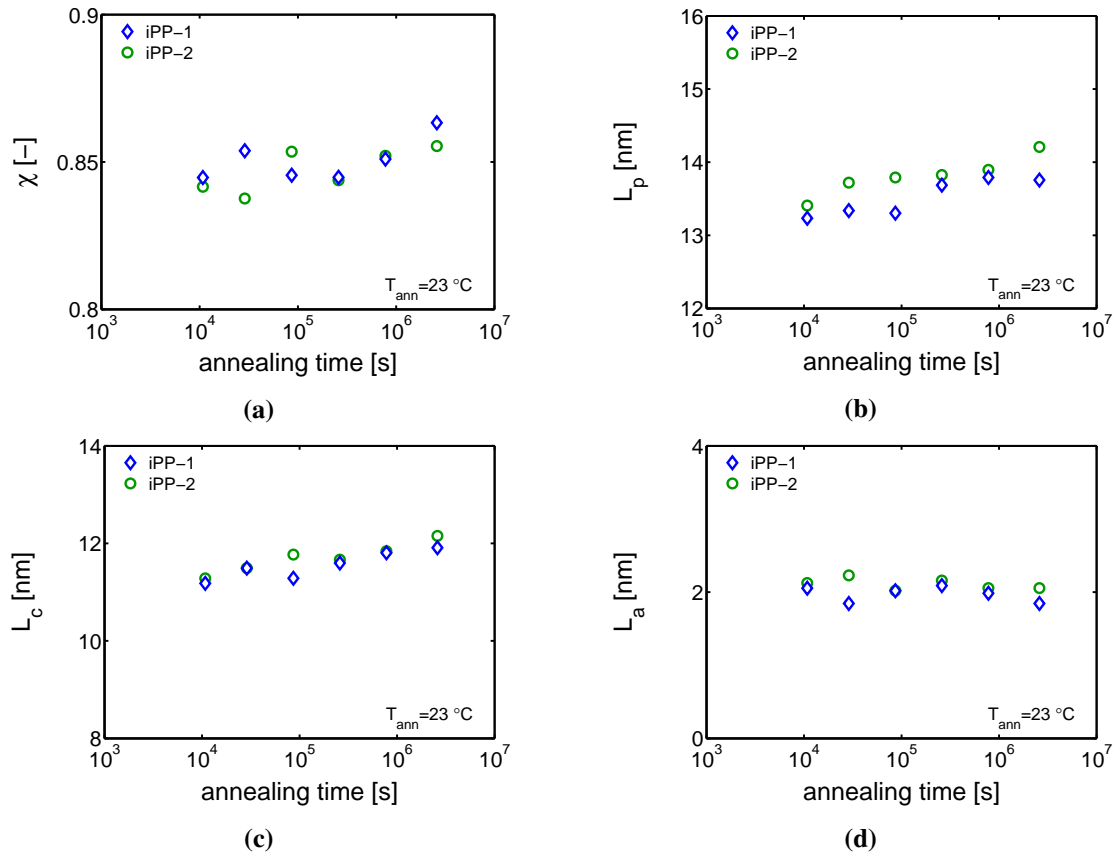 0.9
0.85
0.8
χ [−]
iPP−1
iPP−2
T_ann=23 °C
10^3 10^4 10^5 10^6 10^7
annealing time [s]
(a)
16
15
14
13
12
L_p [nm]
iPP−1
iPP−2
T_ann=23 °C
10^3 10^4 10^5 10^6 10^7
annealing time [s]
(b)
14
12
10
8
L_c [nm]
iPP−1
iPP−2
T_ann=23 °C
10^3 10^4 10^5 10^6 10^7
annealing time [s]
(c)
4
2
0
L_a [nm]
iPP−1
iPP−2
T_ann=23 °C
10^3 10^4 10^5 10^6 10^7
annealing time [s]
(d)